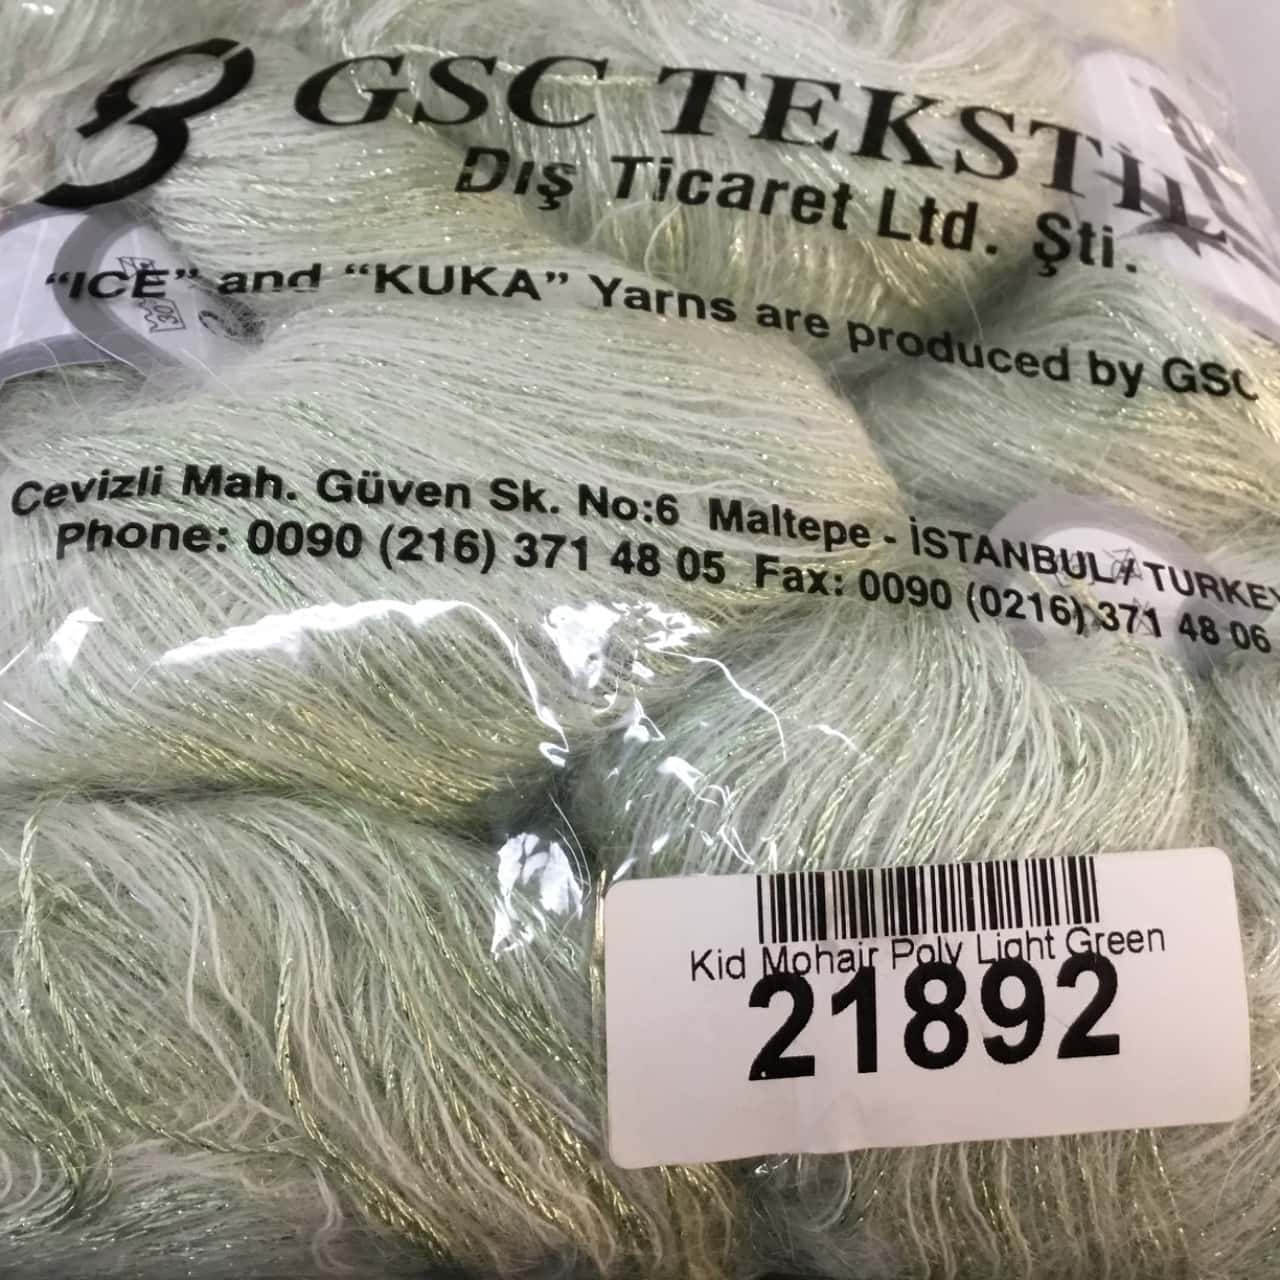 GSC TEKSTİL
Dış Ticaret Ltd. Şti.
“ICE” and “KUKA” Yarns are produced by GSC
Cevizli Mah. Güven Sk. No:6 Maltepe - İSTANBUL / TURKEY
Phone: 0090 (216) 371 48 05 Fax: 0090 (0216) 371 48 06
Kid Mohair Poly Light Green
21892